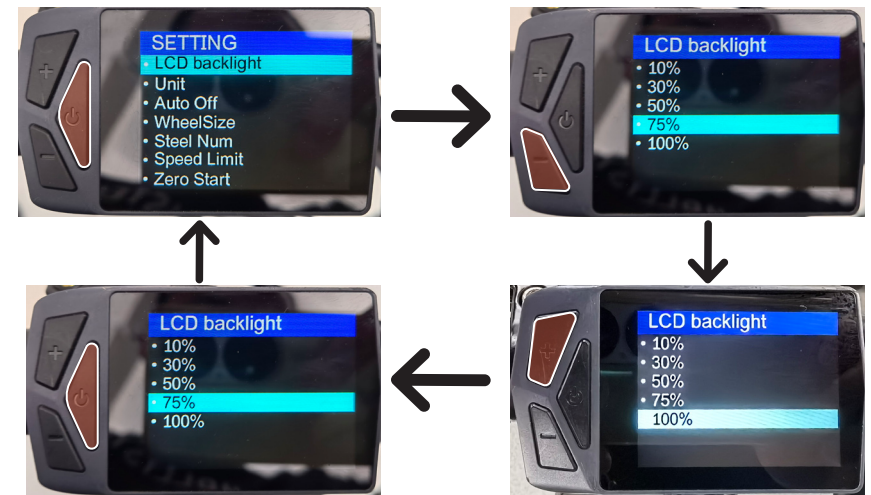 SETTING
• LCD backlight
• Unit
• Auto Off
• WheelSize
• Steel Num
• Speed Limit
• Zero Start
LCD backlight
• 10%
• 30%
• 50%
• 75%
• 100%
LCD backlight
• 10%
• 30%
• 50%
• 75%
• 100%
LCD backlight
• 10%
• 30%
• 50%
• 75%
100%